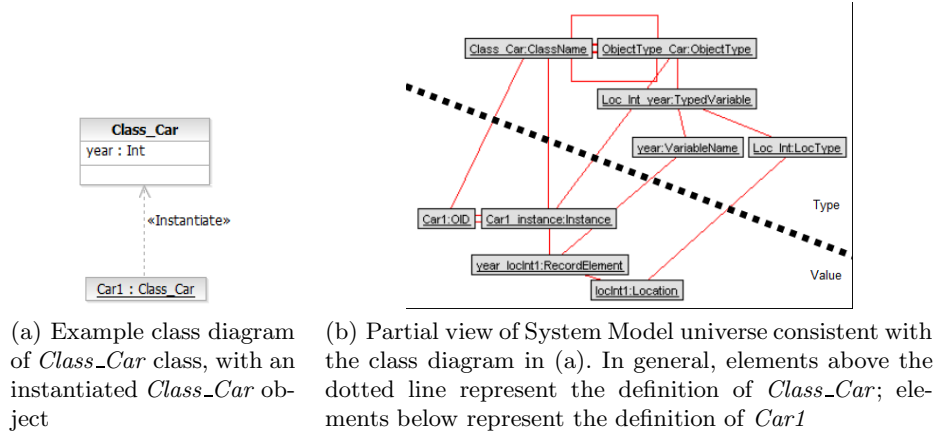 Class_Car
year : Int
«Instantiate»
Car1 : Class_Car
Class_Car:ClassName
ObjectType_Car:ObjectType
Loc_Int_year:TypedVariable
year:VariableName
Loc_Int:LocType
Type
Car1:OID
Car1_instance:Instance
year_locInt1:RecordElement
Value
locInt1:Location
(a) Example class diagram
of Class_Car class, with an
instantiated Class_Car ob-
ject
(b) Partial view of System Model universe consistent with
the class diagram in (a). In general, elements above the
dotted line represent the definition of Class_Car; ele-
ments below represent the definition of Car1